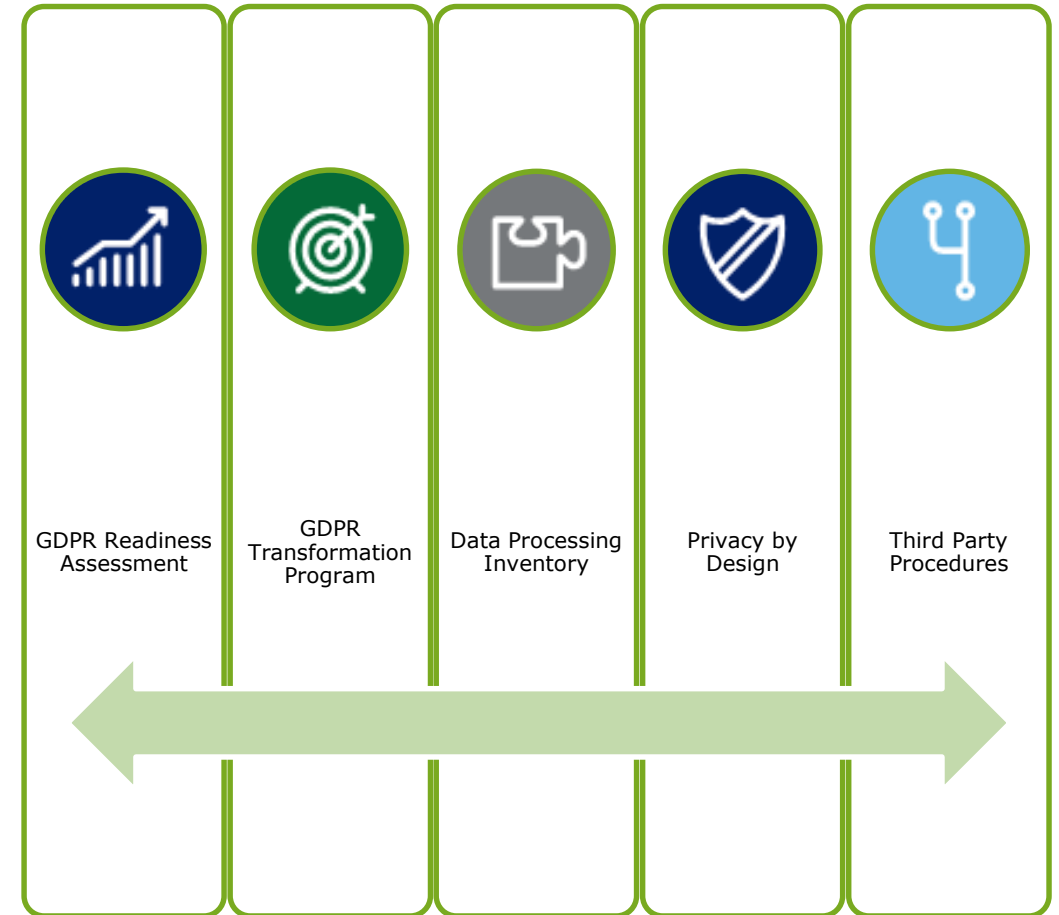 GDPR Readiness
Assessment
GDPR
Transformation
Program
Data Processing
Inventory
Privacy by
Design
Third Party
Procedures